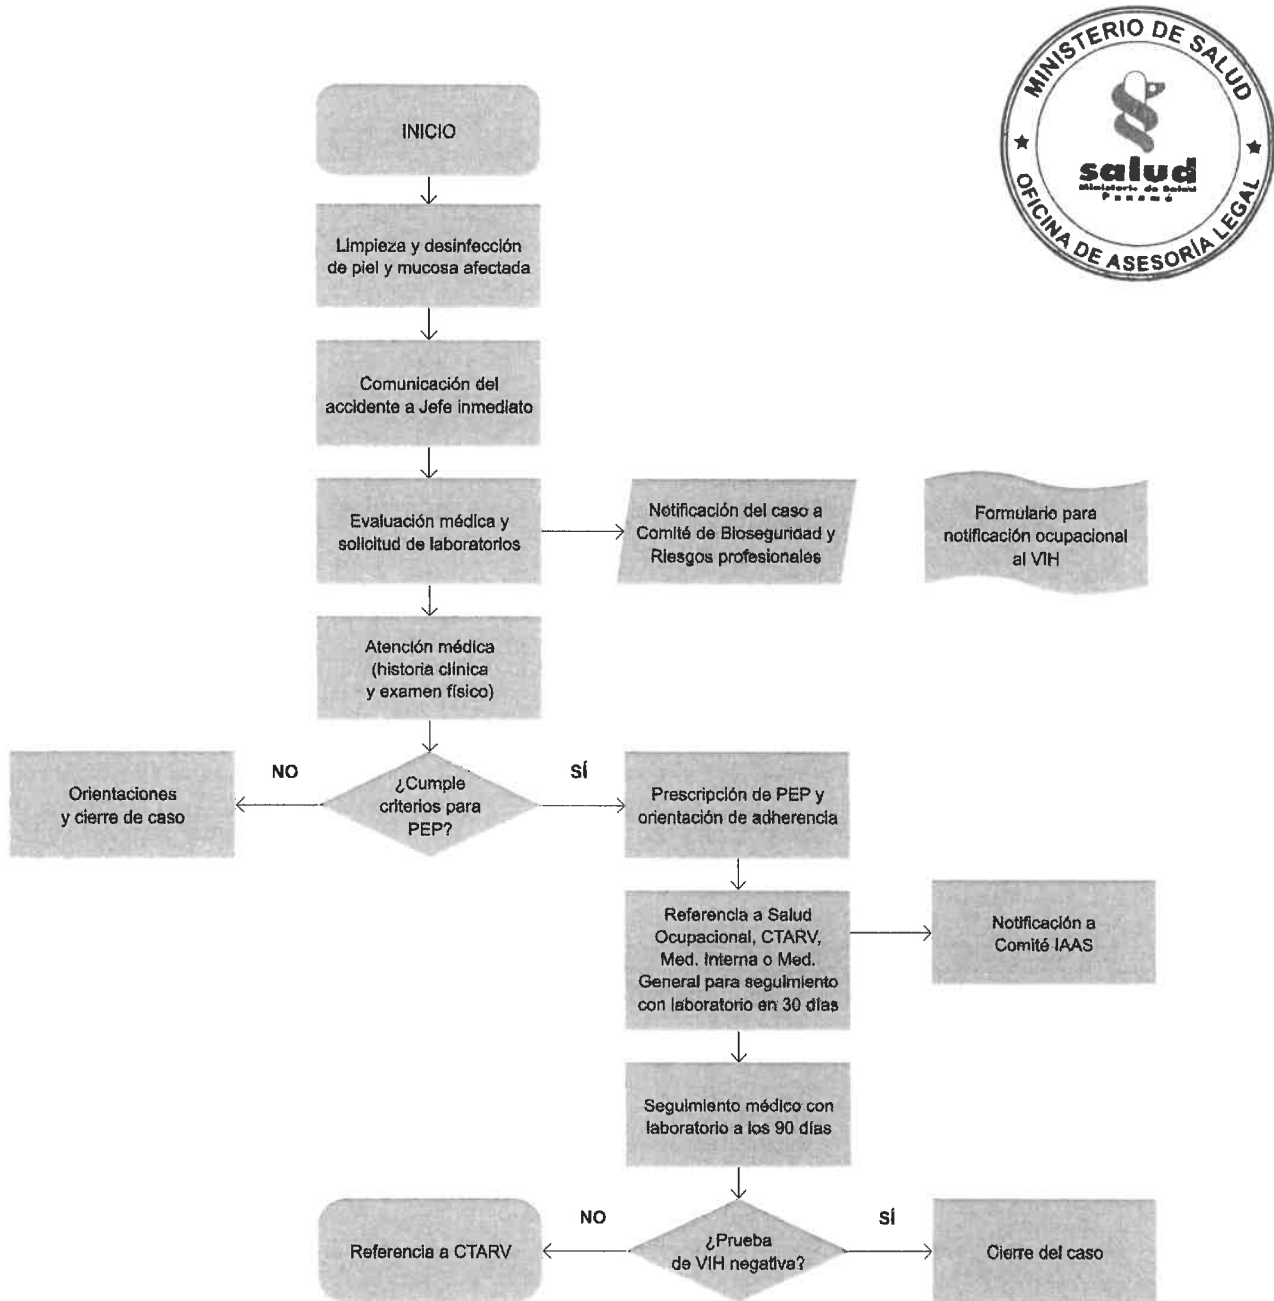 MINISTERIO DE SALUD
salud
Ministerio de Salud
Panamá
OFICINA DE ASESORÍA LEGAL
INICIO
Limpieza y desinfección
de piel y mucosa afectada
Comunicación del
accidente a Jefe inmediato
Evaluación médica y
solicitud de laboratorios
Notificación del caso a
Comité de Bioseguridad y
Riesgos profesionales
Formulario para
notificación ocupacional
al VIH
Atención médica
(historia clínica
y examen físico)
¿Cumple
criterios para
PEP?
NO
Orientaciones
y cierre de caso
SÍ
Prescripción de PEP y
orientación de adherencia
Referencia a Salud
Ocupacional, CTARV,
Med. Interna o Med.
General para seguimiento
con laboratorio en 30 días
Notificación a
Comité IAAS
Seguimiento médico con
laboratorio a los 90 días
¿Prueba
de VIH negativa?
NO
Referencia a CTARV
SÍ
Cierre del caso